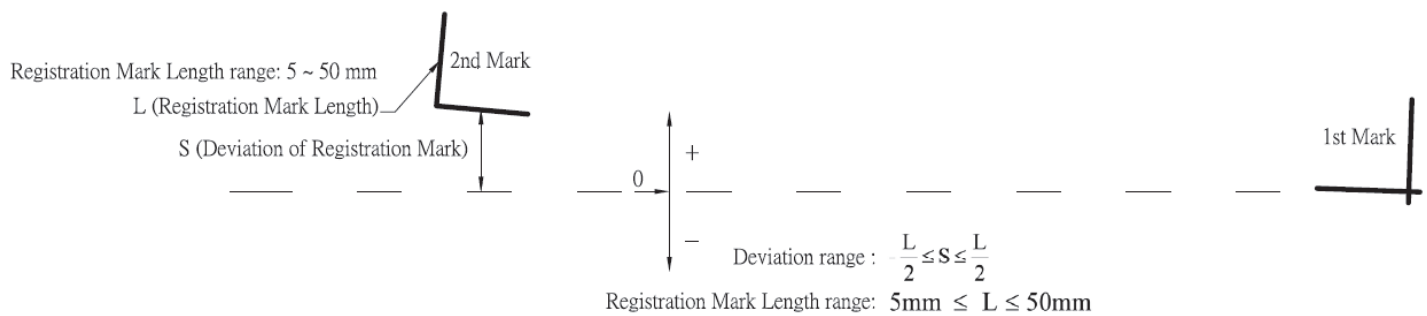 2nd Mark
Registration Mark Length range: 5 ~ 50 mm
L (Registration Mark Length)
S (Deviation of Registration Mark)
1st Mark
0
+
−
Deviation range : -L/2 ≤ S ≤ L/2
Registration Mark Length range: 5mm ≤ L ≤ 50mm